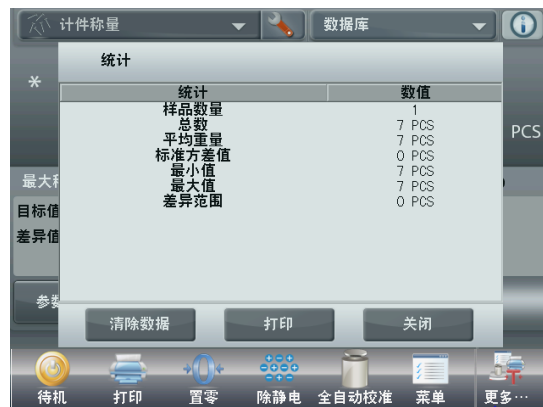 计件称量
数据库
统计
*
统计 数值
样品数量 1
总数 7 PCS
平均重量 7 PCS
标准方差值 0 PCS
最小值 7 PCS
最大值 7 PCS
差异范围 0 PCS
PCS
最大
目标值
差异值
清除数据 打印 关闭
待机 打印 置零 除静电 全自动校准 菜单 更多…